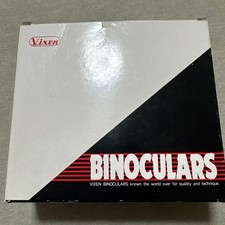 Vixen
BINOCULARS
VIXEN BINOCULARS known the world over for quality and technique